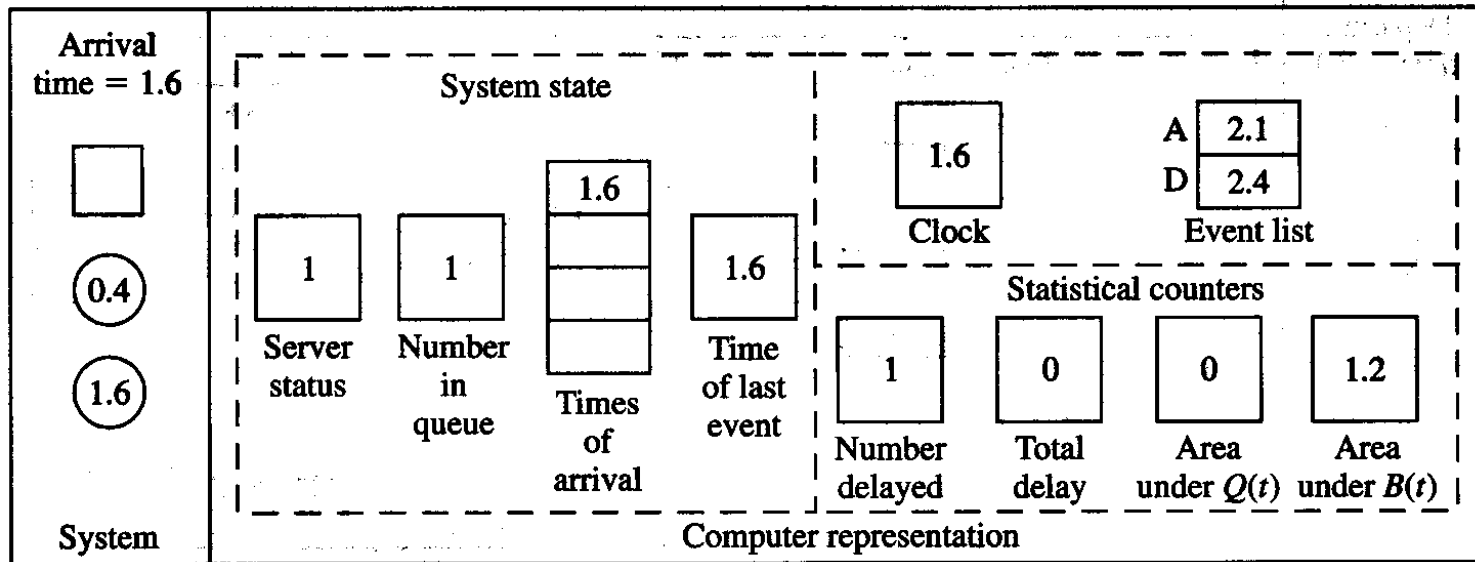 Arrival
time = 1.6
0.4
1.6
System
System state
1
Server
status
1
Number
in
queue
1.6
Times
of
arrival
1.6
Time
of last
event
1.6
Clock
A 2.1
D 2.4
Event list
Statistical counters
1
Number
delayed
0
Total
delay
0
Area
under Q(t)
1.2
Area
under B(t)
Computer representation